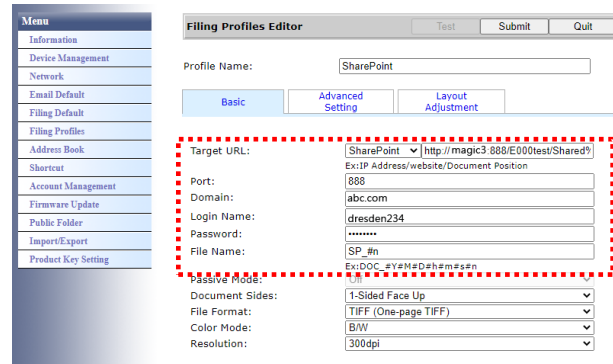 Menu
Information
Device Management
Network
Email Default
Filing Default
Filing Profiles
Address Book
Shortcut
Account Management
Firmware Update
Public Folder
Import/Export
Product Key Setting
Filing Profiles Editor Test Submit Quit
Profile Name: SharePoint
Basic Advanced Setting Layout Adjustment
Target URL: SharePoint http://magic3:888/E000test/Shared%
Ex:IP Address/website/Document Position
Port: 888
Domain: abc.com
Login Name: dresden234
Password: ••••••••
File Name: SP_#n
Ex:DOC_#Y#M#D#h#m#s#n
Passive Mode: Off
Document Sides: 1-Sided Face Up
File Format: TIFF (One-page TIFF)
Color Mode: B/W
Resolution: 300dpi